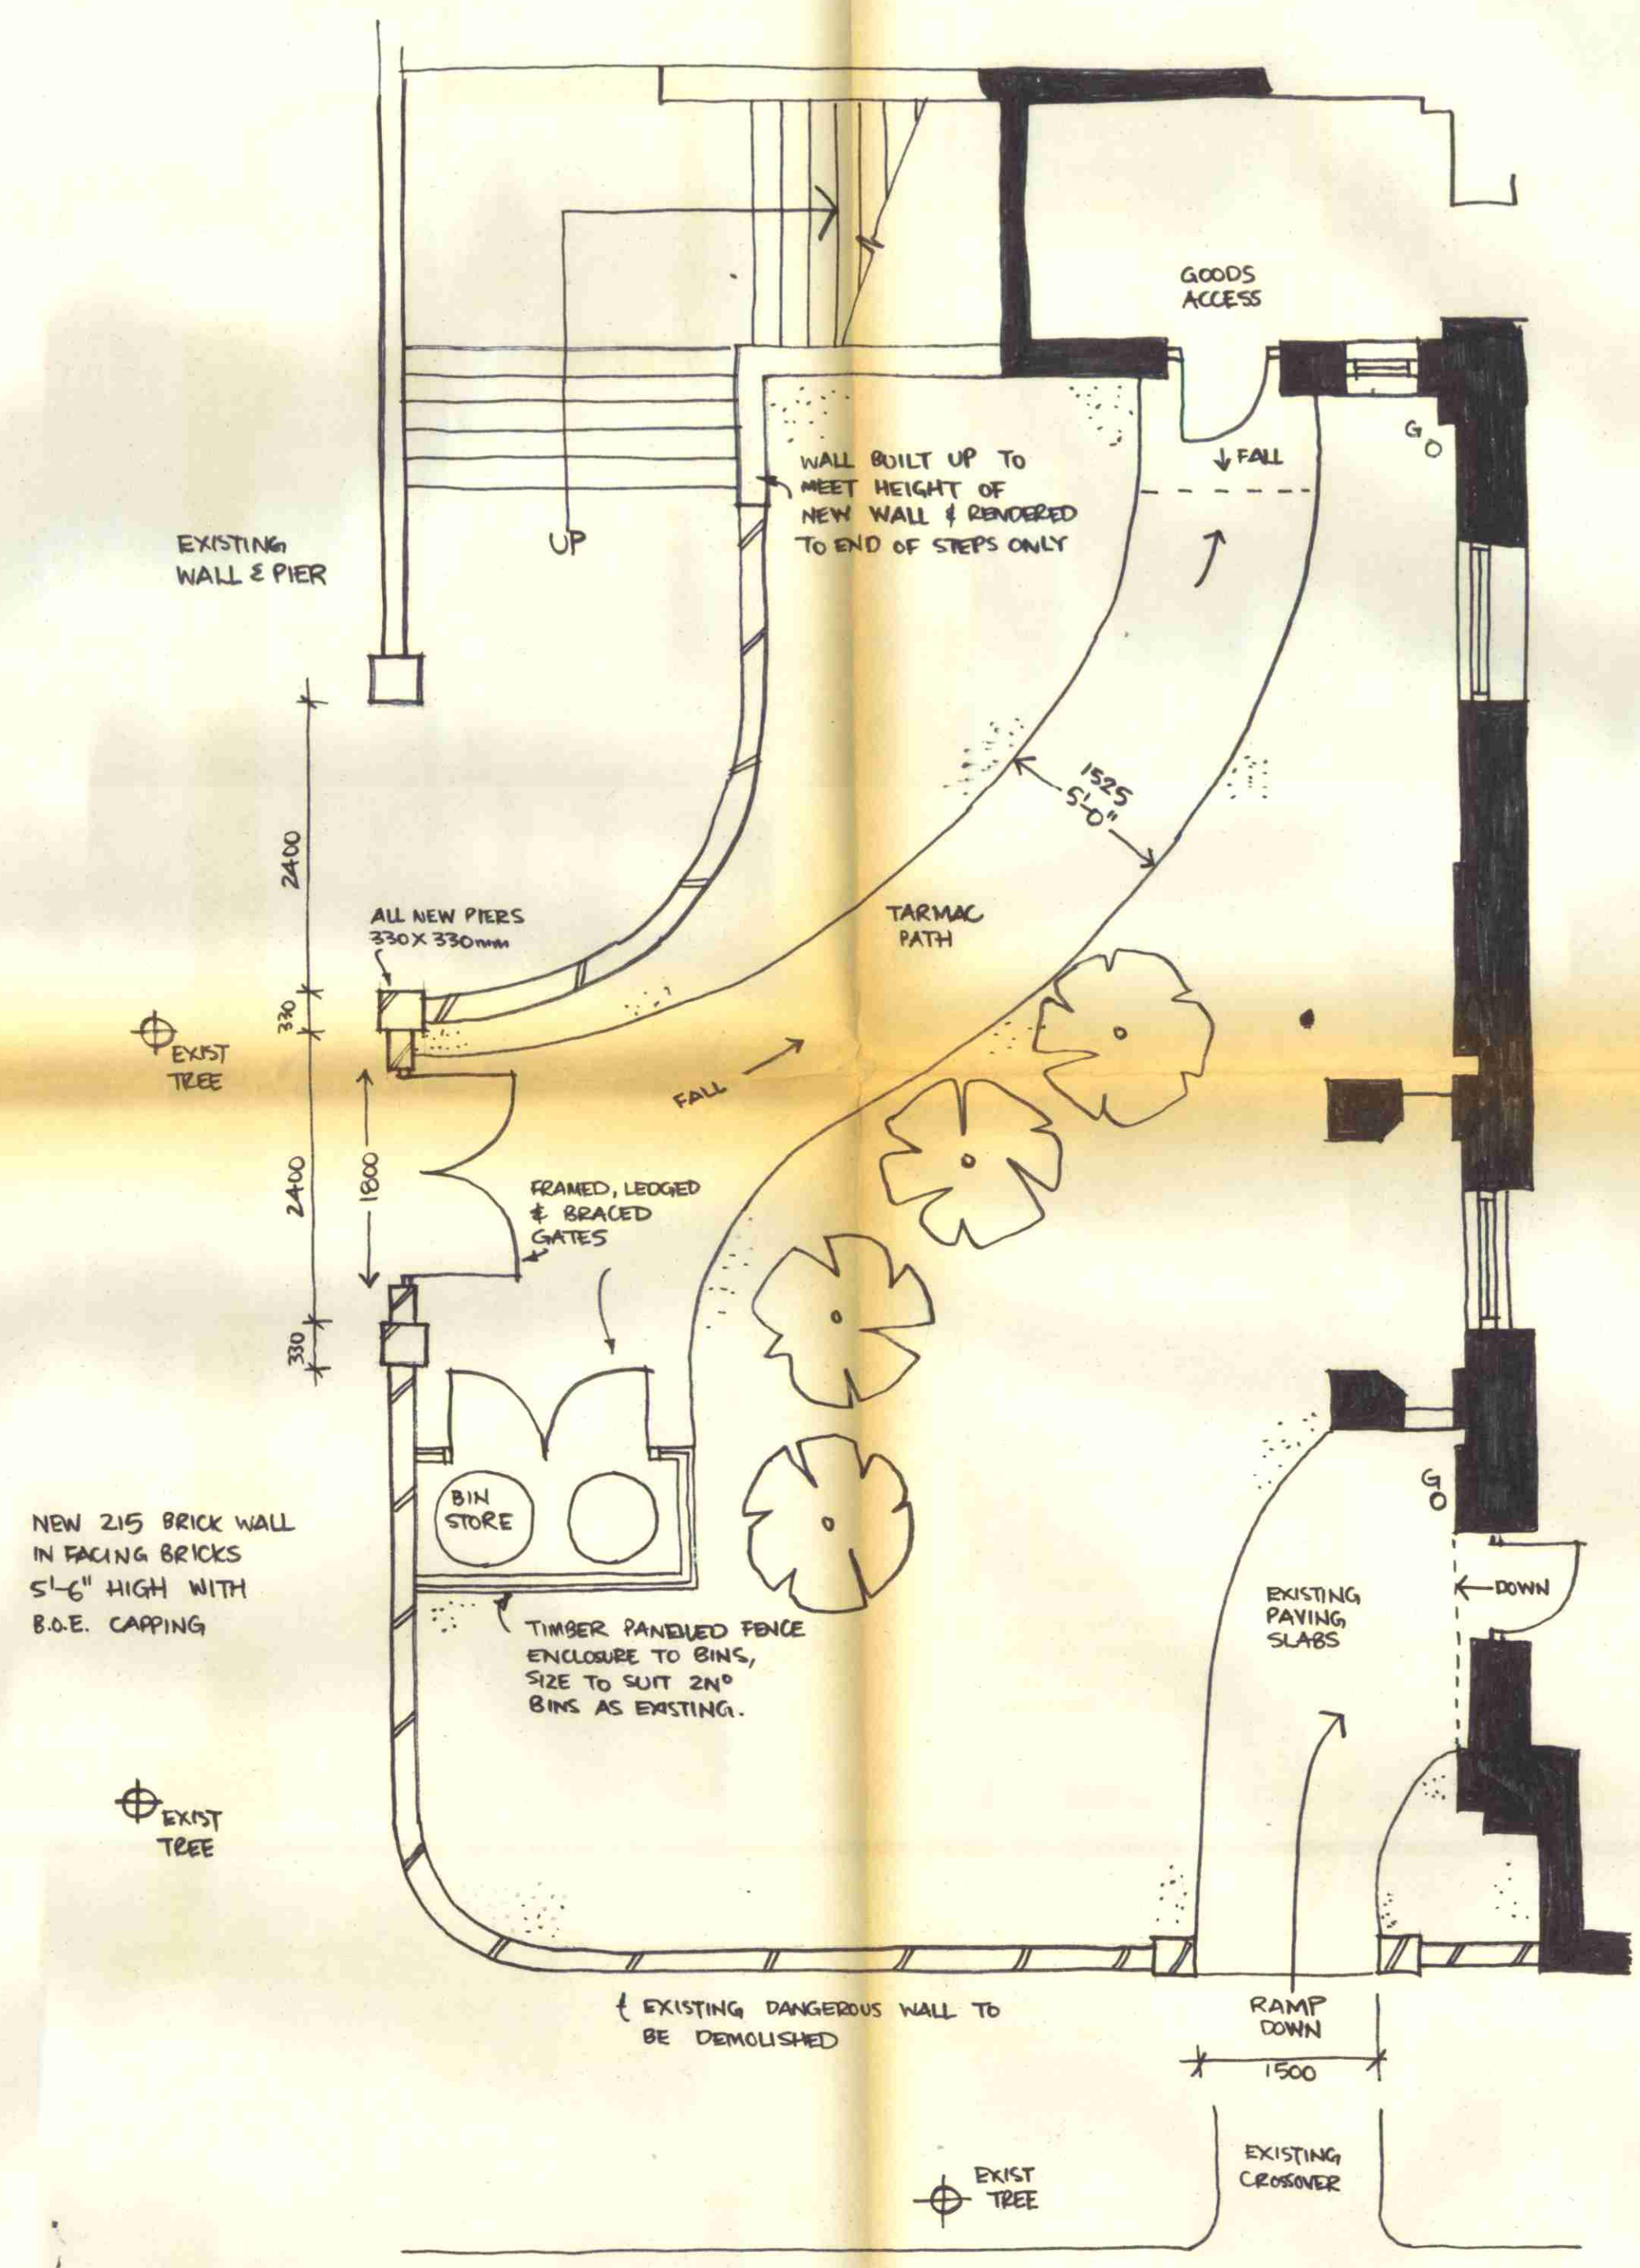 GOODS
ACCESS
G
↓ FALL
WALL BUILT UP TO
MEET HEIGHT OF
NEW WALL & RENDERED
TO END OF STEPS ONLY
UP
EXISTING
WALL & PIER
1525
5'-0"
2400
ALL NEW PIERS
330 X 330mm
TARMAC
PATH
330
EXIST
TREE
FALL
2400
1800
FRAMED, LEDGED
& BRACED
GATES
330
BIN
STORE
G
NEW 215 BRICK WALL
IN FACING BRICKS
5'-6" HIGH WITH
B.O.E. CAPPING
EXISTING
PAVING
SLABS
DOWN
TIMBER PANELLED FENCE
ENCLOSURE TO BINS,
SIZE TO SUIT 2Nº
BINS AS EXISTING.
EXIST
TREE
EXISTING DANGEROUS WALL TO
BE DEMOLISHED
RAMP
DOWN
1500
EXISTING
CROSSOVER
EXIST
TREE